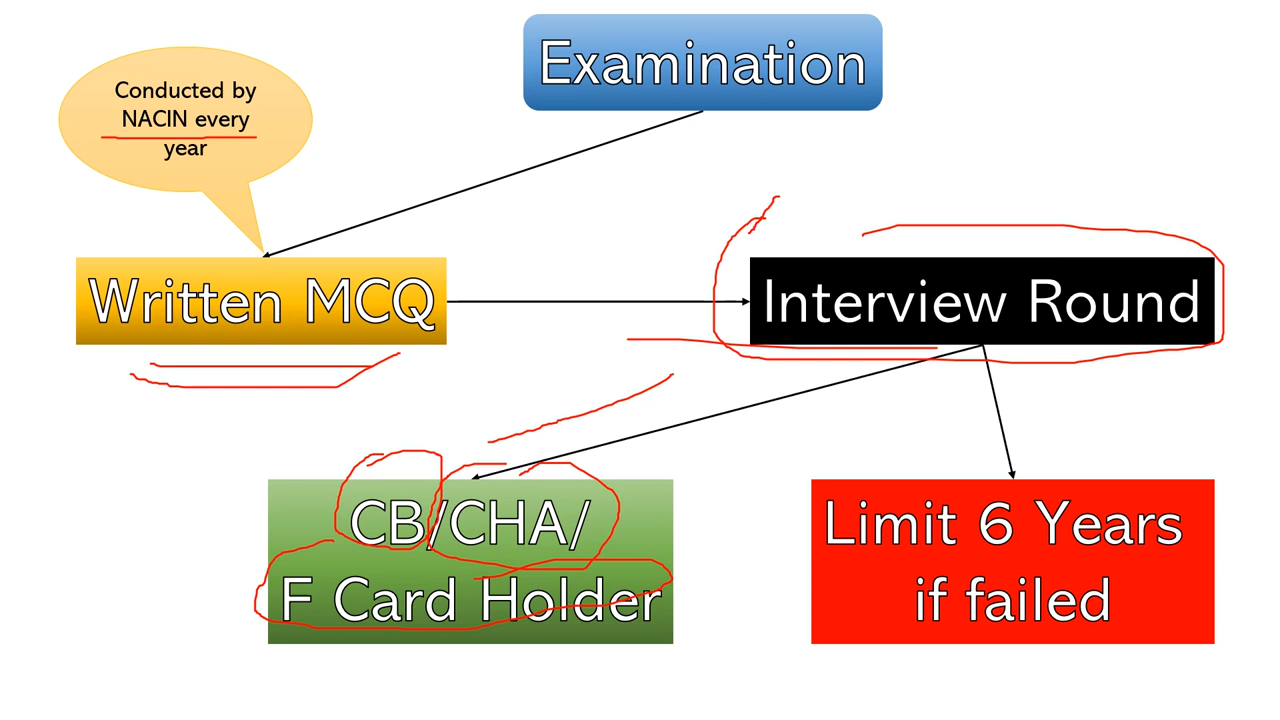 Examination
Conducted by
NACIN every
year
Written MCQ
Interview Round
CB/CHA/
F Card Holder
Limit 6 Years
if failed